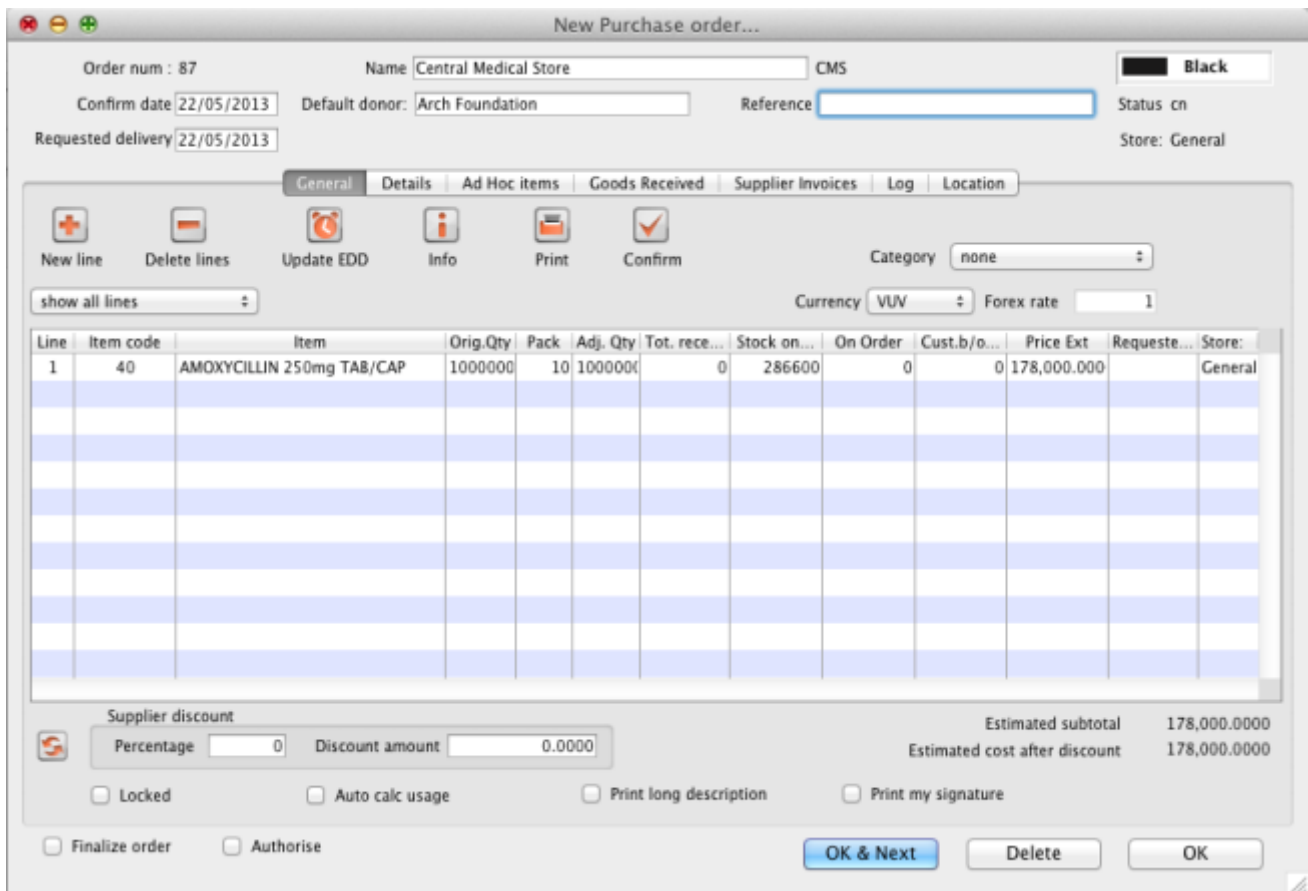 New Purchase order...
Order num : 87 Name Central Medical Store CMS Black
Confirm date 22/05/2013 Default donor: Arch Foundation Reference Status cn
Requested delivery 22/05/2013 Store: General
General Details Ad Hoc items Goods Received Supplier Invoices Log Location
New line Delete lines Update EDD Info Print Confirm Category none
show all lines Currency VUV Forex rate 1
Line Item code Item Orig.Qty Pack Adj. Qty Tot. rece... Stock on... On Order Cust.b/o... Price Ext Requeste... Store:
1 40 AMOXYCILLIN 250mg TAB/CAP 1000000 10 100000 0 286600 0 0 178,000.000 General
Supplier discount
Estimated subtotal 178,000.0000
Percentage 0 Discount amount 0.0000
Estimated cost after discount 178,000.0000
Locked Auto calc usage Print long description Print my signature
Finalize order Authorise OK & Next Delete OK